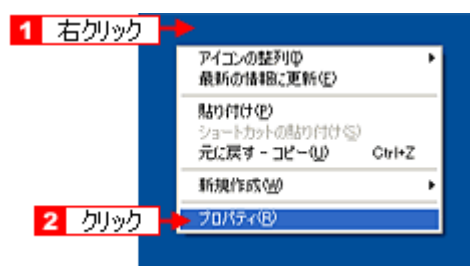 1 右クリック
アイコンの整列(I)
最新の情報に更新(E)
貼り付け(P)
ショートカットの貼り付け(S)
元に戻す - コピー(U) Ctrl+Z
新規作成(W)
2 クリック
プロパティ(R)